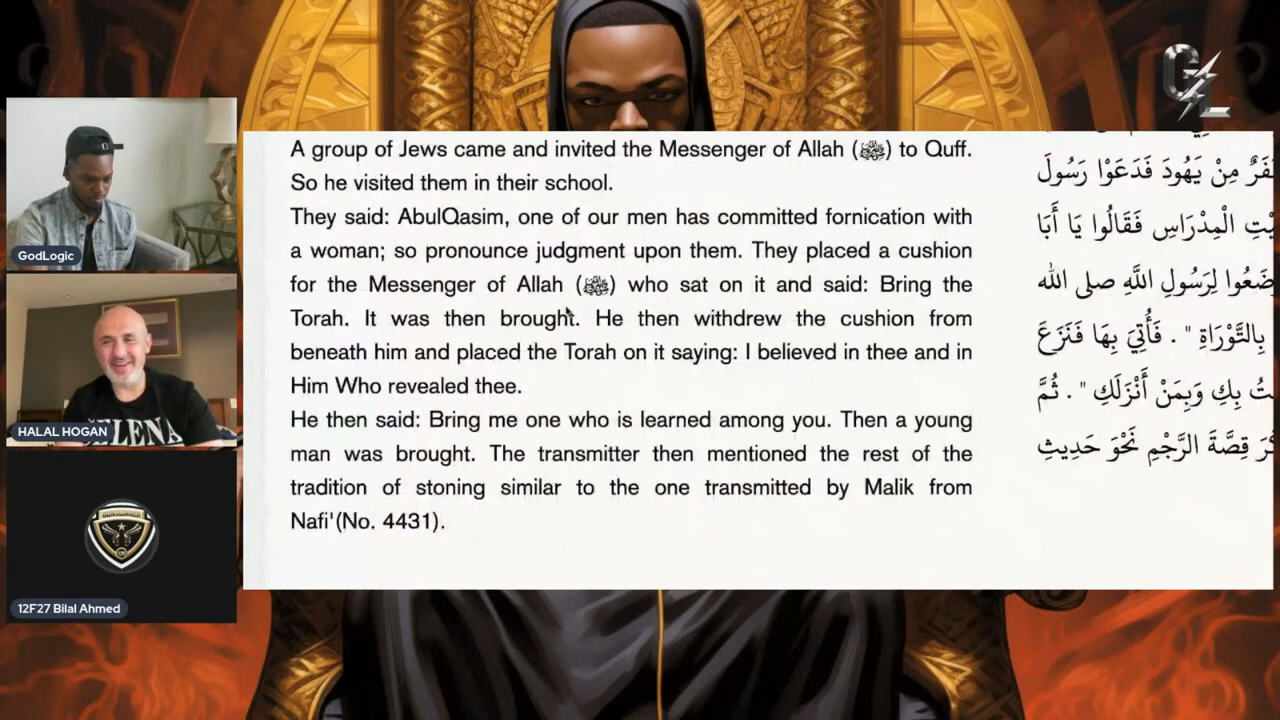 GL
GodLogic
HALAL HOGAN
12F27 Bilal Ahmed
GUNSLINGER
A group of Jews came and invited the Messenger of Allah (ﷺ) to Quff.
So he visited them in their school.
They said: AbulQasim, one of our men has committed fornication with
a woman; so pronounce judgment upon them. They placed a cushion
for the Messenger of Allah (ﷺ) who sat on it and said: Bring the
Torah. It was then brought. He then withdrew the cushion from
beneath him and placed the Torah on it saying: I believed in thee and in
Him Who revealed thee.
He then said: Bring me one who is learned among you. Then a young
man was brought. The transmitter then mentioned the rest of the
tradition of stoning similar to the one transmitted by Malik from
Nafi'(No. 4431).
نَفَرٌ مِنْ يَهُودَ فَدَعَوْا رَسُولَ
بَيْتِ الْمِدْرَاسِ فَقَالُوا يَا أَبَا
وَضَعُوا لِرَسُولِ اللَّهِ صلى الله
بِالتَّوْرَاةِ " . فَأُتِيَ بِهَا فَنَزَعَ
تُ بِكِ وَبِمَنْ أَنْزَلَكِ " . ثُمَّ
كَرَ قِصَّةَ الرَّجْمِ نَحْوَ حَدِيثِ